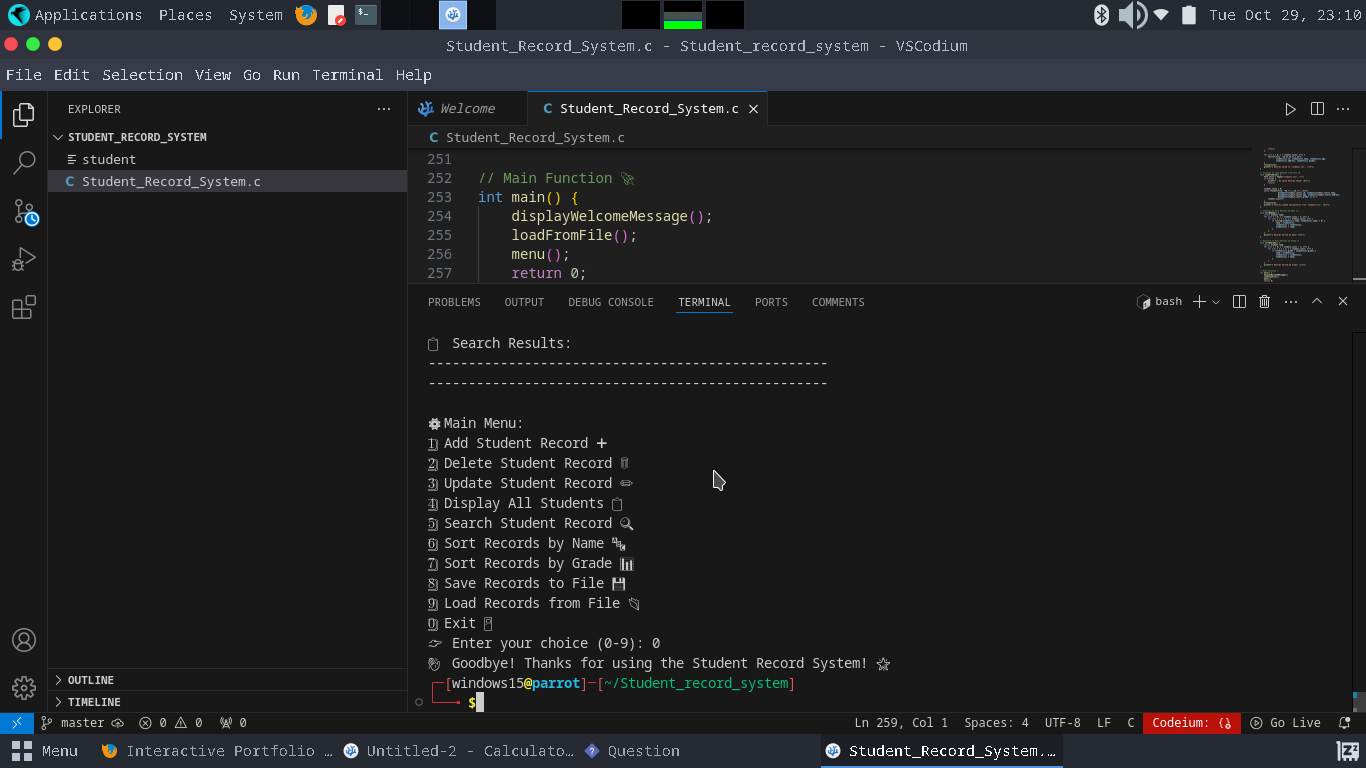 Applications Places System Tue Oct 29, 23:10
Student_Record_System.c - Student_record_system - VSCodium
File Edit Selection View Go Run Terminal Help
EXPLORER
STUDENT_RECORD_SYSTEM
student
C Student_Record_System.c
OUTLINE
TIMELINE
Welcome C Student_Record_System.c
C Student_Record_System.c
251
252 // Main Function 🚀
253 int main() {
254 displayWelcomeMessage();
255 loadFromFile();
256 menu();
257 return 0;
PROBLEMS OUTPUT DEBUG CONSOLE TERMINAL PORTS COMMENTS bash
📋 Search Results:
--------------------------------------------------
--------------------------------------------------
⚙ Main Menu:
1 Add Student Record ➕
2 Delete Student Record 🗑
3 Update Student Record ✏
4 Display All Students 📋
5 Search Student Record 🔍
6 Sort Records by Name 🔤
7 Sort Records by Grade 📊
8 Save Records to File 💾
9 Load Records from File 📂
0 Exit 🚪
👉 Enter your choice (0-9): 0
👋 Goodbye! Thanks for using the Student Record System! 🌟
┌─[windows15@parrot]─[~/Student_record_system]
└──╼ $
master 0 0 0 Ln 259, Col 1 Spaces: 4 UTF-8 LF C Codeium: {} Go Live
Menu Interactive Portfolio … Untitled-2 - Calculato… Question Student_Record_System.…